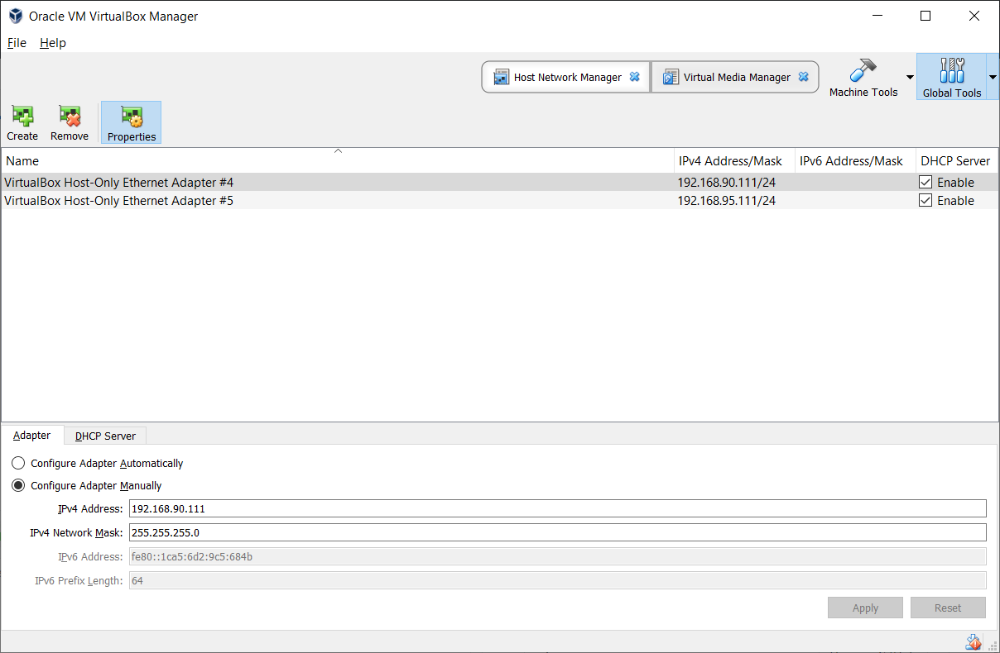 Oracle VM VirtualBox Manager
File Help
Host Network Manager Virtual Media Manager Machine Tools Global Tools
Create Remove Properties
Name IPv4 Address/Mask IPv6 Address/Mask DHCP Server
VirtualBox Host-Only Ethernet Adapter #4 192.168.90.111/24 Enable
VirtualBox Host-Only Ethernet Adapter #5 192.168.95.111/24 Enable
Adapter DHCP Server
Configure Adapter Automatically
Configure Adapter Manually
IPv4 Address: 192.168.90.111
IPv4 Network Mask: 255.255.255.0
IPv6 Address: fe80::1ca5:6d2:9c5:684b
IPv6 Prefix Length: 64
Apply Reset